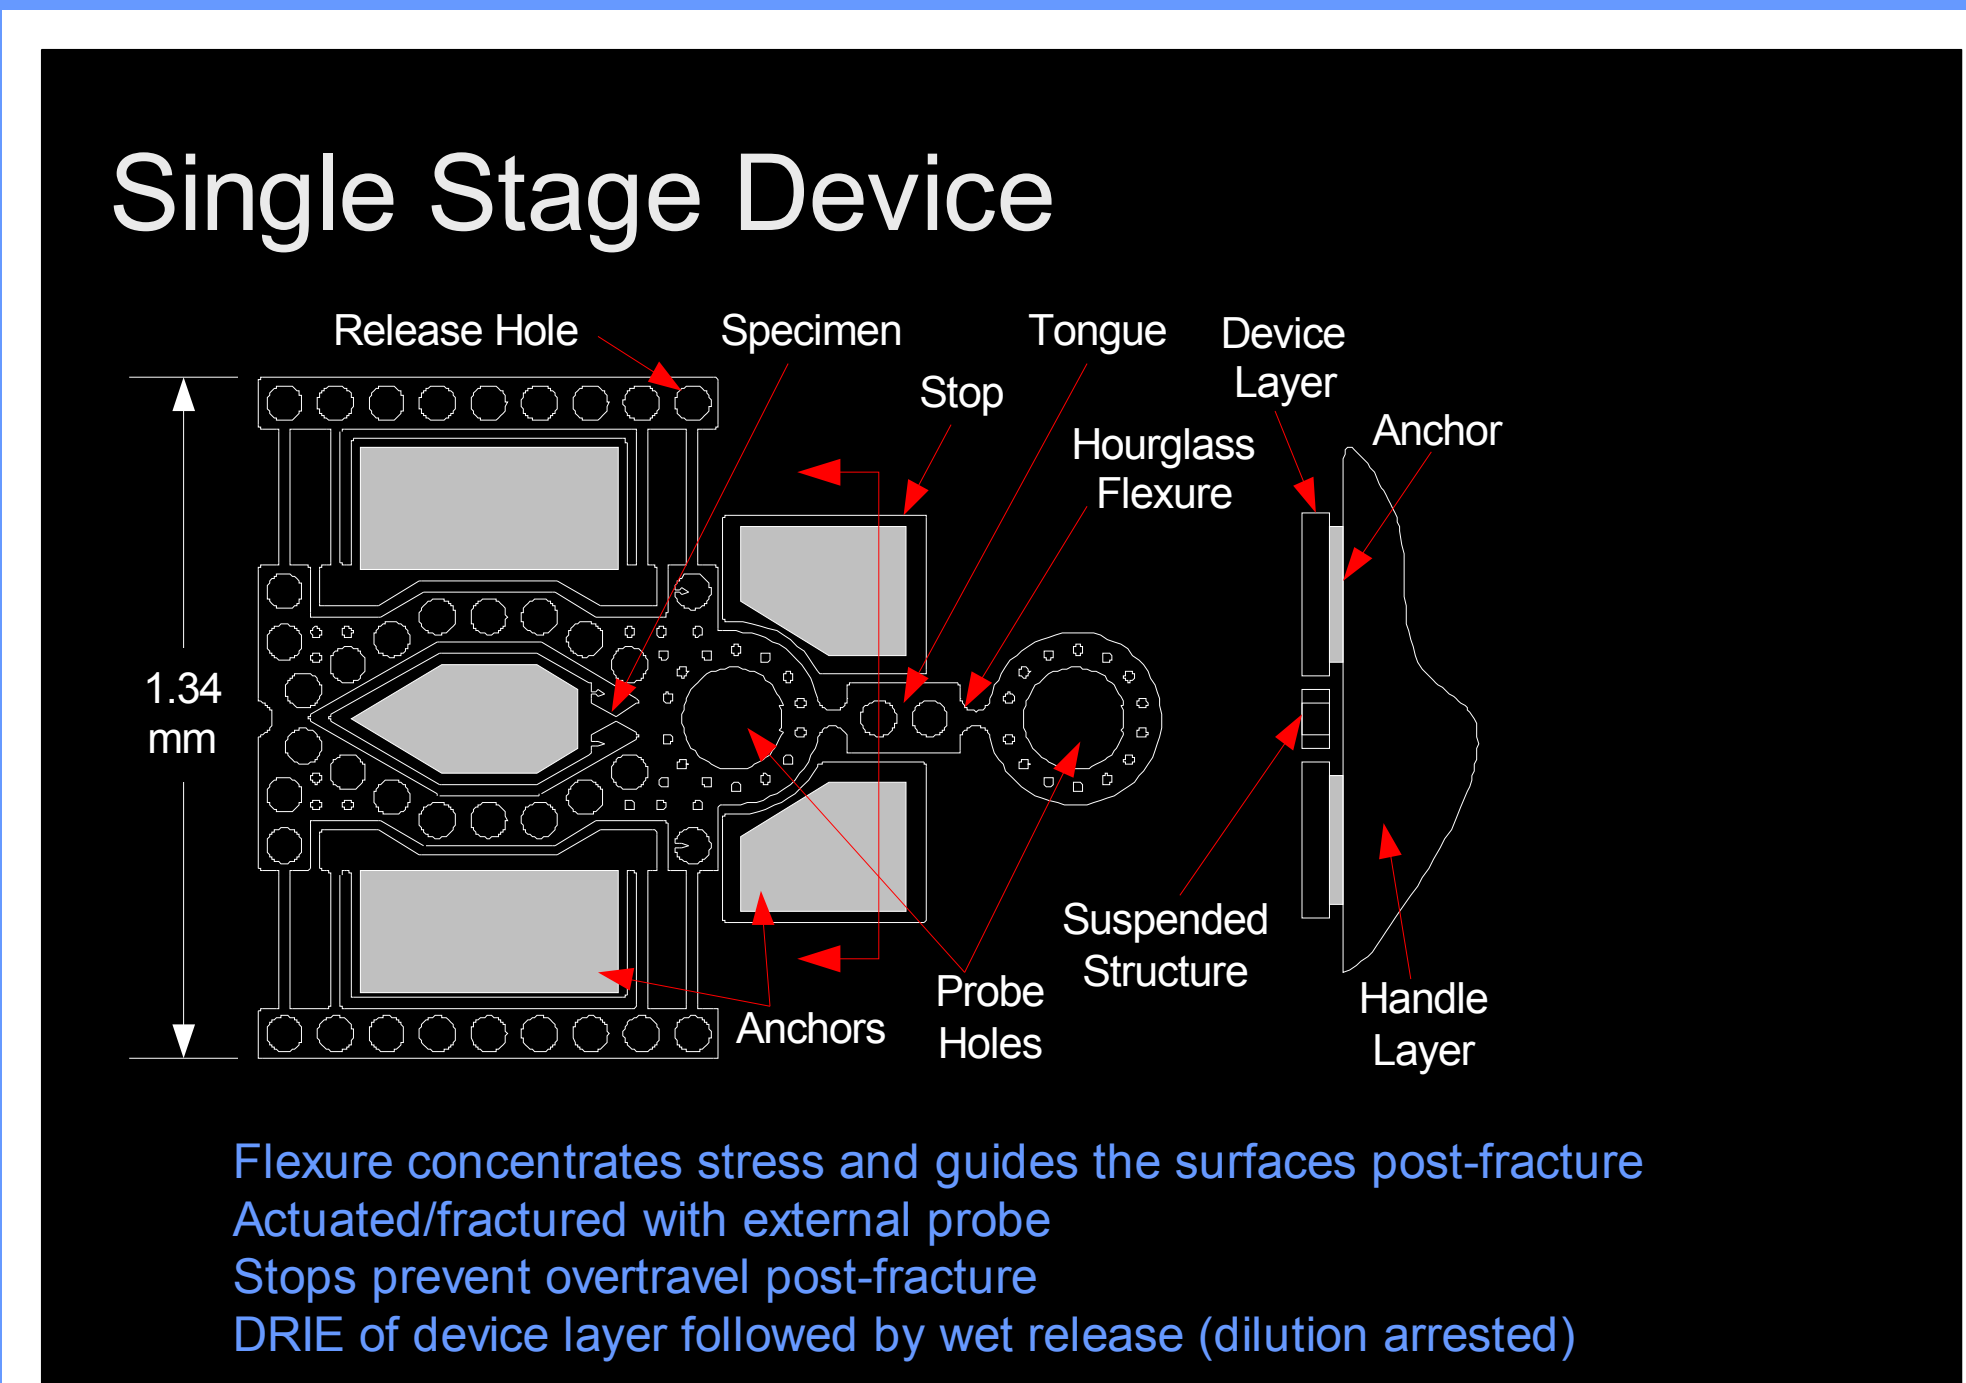 Single Stage Device
Release Hole
Specimen
Tongue
Device
Layer
Stop
Hourglass
Flexure
Anchor
1.34
mm
Suspended
Structure
Probe
Holes
Anchors
Handle
Layer
Flexure concentrates stress and guides the surfaces post-fracture
Actuated/fractured with external probe
Stops prevent overtravel post-fracture
DRIE of device layer followed by wet release (dilution arrested)